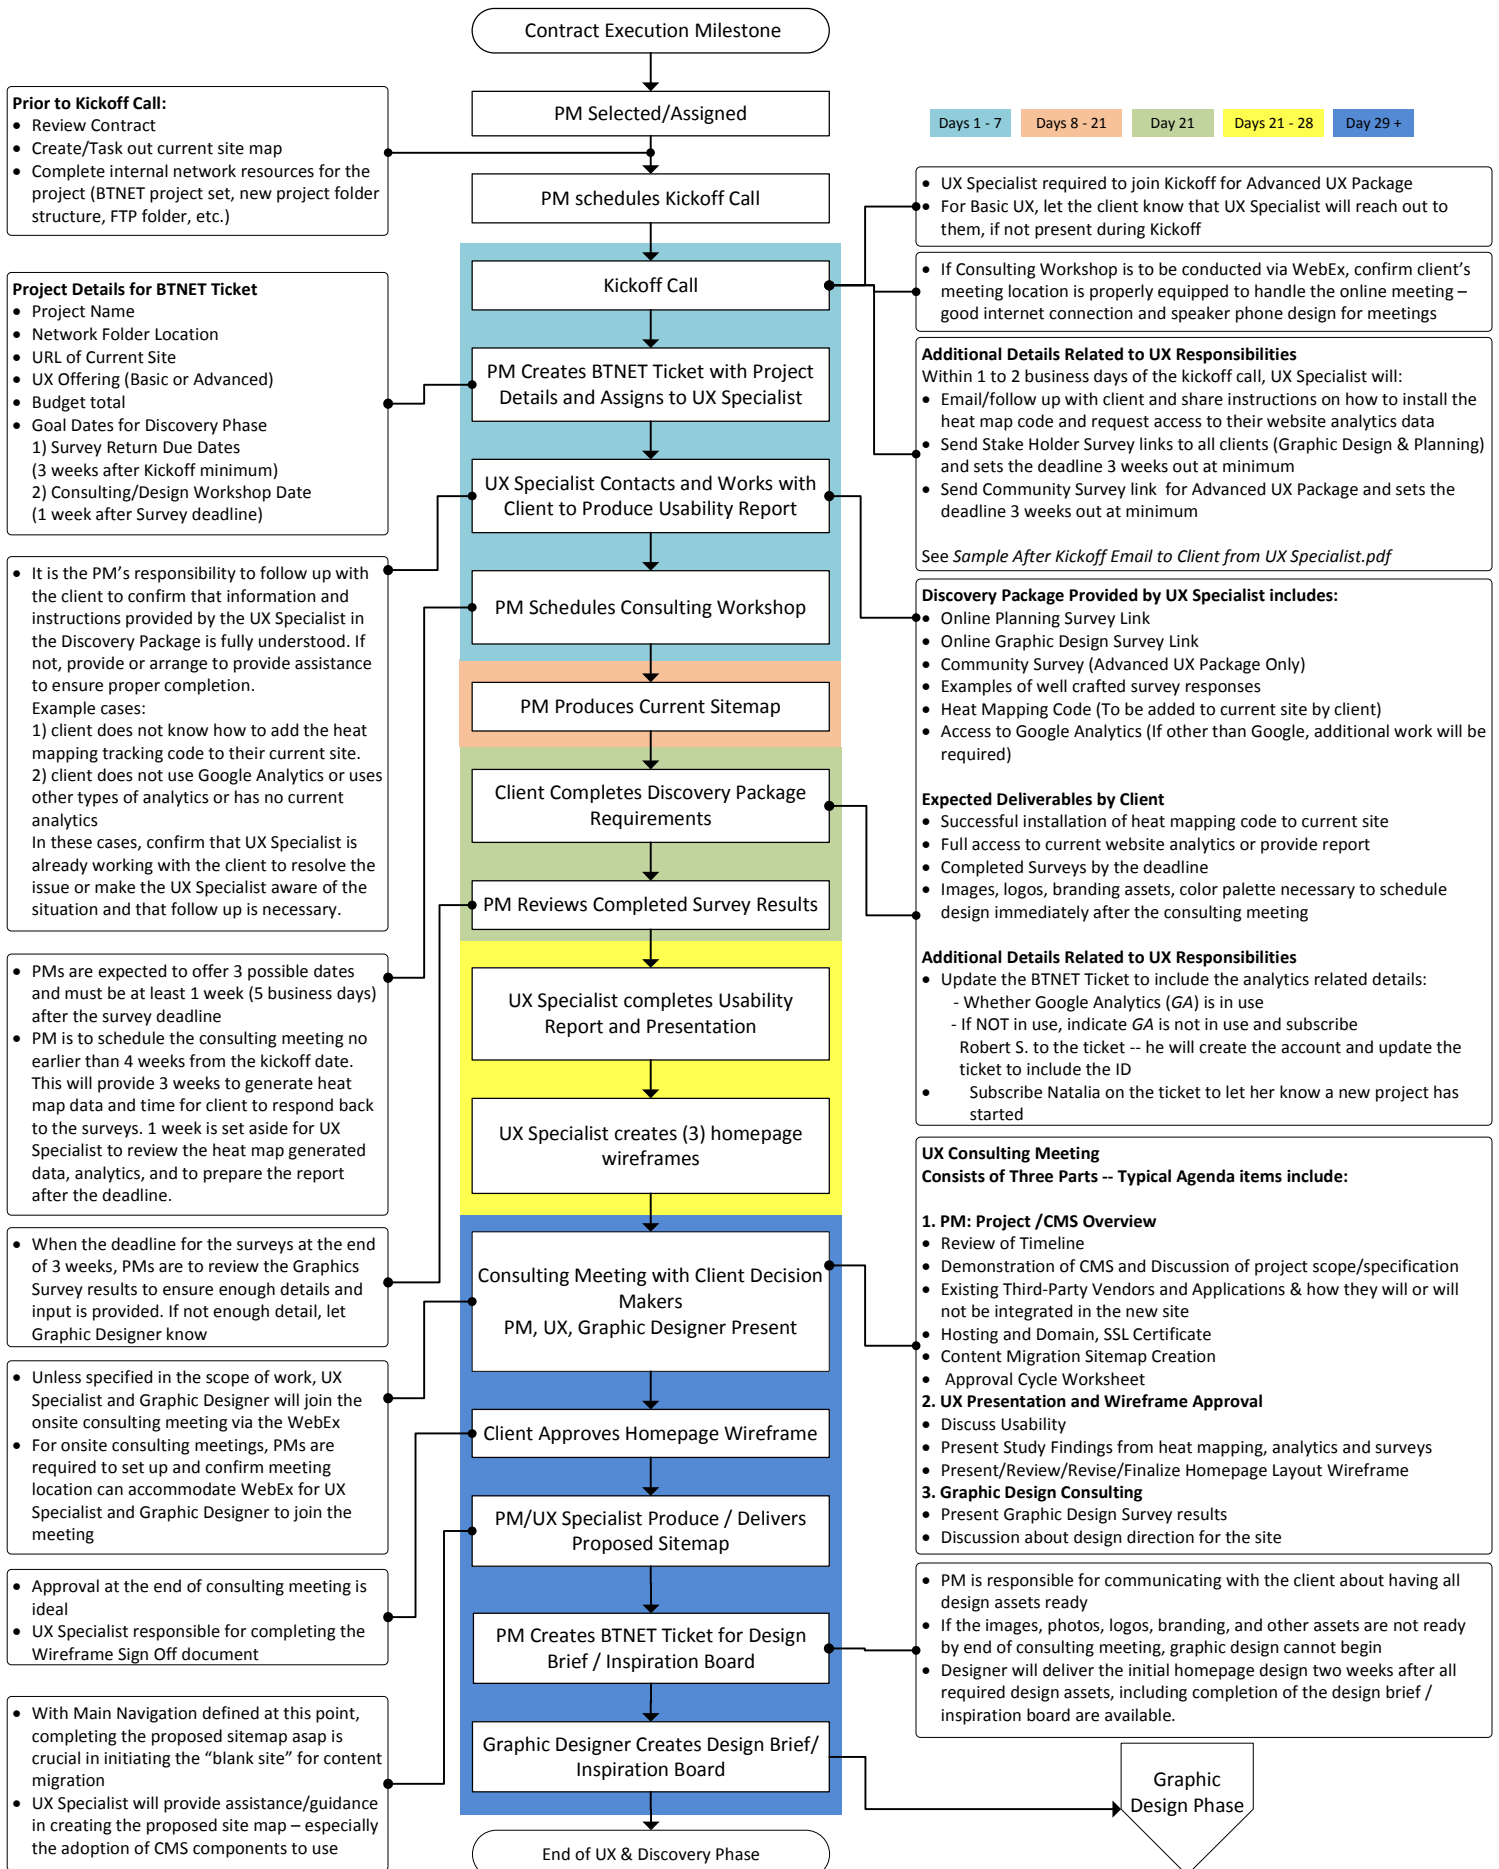 Contract Execution Milestone
PM Selected/Assigned
PM schedules Kickoff Call
Kickoff Call
PM Creates BTNET Ticket with Project
Details and Assigns to UX Specialist
UX Specialist Contacts and Works with
Client to Produce Usability Report
PM Schedules Consulting Workshop
PM Produces Current Sitemap
Client Completes Discovery Package
Requirements
PM Reviews Completed Survey Results
UX Specialist completes Usability
Report and Presentation
UX Specialist creates (3) homepage
wireframes
Consulting Meeting with Client Decision
Makers
PM, UX, Graphic Designer Present
Client Approves Homepage Wireframe
PM/UX Specialist Produce / Delivers
Proposed Sitemap
PM Creates BTNET Ticket for Design
Brief / Inspiration Board
Graphic Designer Creates Design Brief/
Inspiration Board
End of UX & Discovery Phase
Prior to Kickoff Call:
• Review Contract
• Create/Task out current site map
• Complete internal network resources for the
project (BTNET project set, new project folder
structure, FTP folder, etc.)
Project Details for BTNET Ticket
• Project Name
• Network Folder Location
• URL of Current Site
• UX Offering (Basic or Advanced)
• Budget total
• Goal Dates for Discovery Phase
1) Survey Return Due Dates
(3 weeks after Kickoff minimum)
2) Consulting/Design Workshop Date
(1 week after Survey deadline)
• It is the PM's responsibility to follow up with
the client to confirm that information and
instructions provided by the UX Specialist in
the Discovery Package is fully understood. If
not, provide or arrange to provide assistance
to ensure proper completion.
Example cases:
1) client does not know how to add the heat
mapping tracking code to their current site.
2) client does not use Google Analytics or uses
other types of analytics or has no current
analytics
In these cases, confirm that UX Specialist is
already working with the client to resolve the
issue or make the UX Specialist aware of the
situation and that follow up is necessary.
• PMs are expected to offer 3 possible dates
and must be at least 1 week (5 business days)
after the survey deadline
• PM is to schedule the consulting meeting no
earlier than 4 weeks from the kickoff date.
This will provide 3 weeks to generate heat
map data and time for client to respond back
to the surveys. 1 week is set aside for UX
Specialist to review the heat map generated
data, analytics, and to prepare the report
after the deadline.
• When the deadline for the surveys at the end
of 3 weeks, PMs are to review the Graphics
Survey results to ensure enough details and
input is provided. If not enough detail, let
Graphic Designer know
• Unless specified in the scope of work, UX
Specialist and Graphic Designer will join the
onsite consulting meeting via the WebEx
• For onsite consulting meetings, PMs are
required to set up and confirm meeting
location can accommodate WebEx for UX
Specialist and Graphic Designer to join the
meeting
• Approval at the end of consulting meeting is
ideal
• UX Specialist responsible for completing the
Wireframe Sign Off document
• With Main Navigation defined at this point,
completing the proposed sitemap asap is
crucial in initiating the “blank site” for content
migration
• UX Specialist will provide assistance/guidance
in creating the proposed site map – especially
the adoption of CMS components to use
Days 1 - 7
Days 8 - 21
Day 21
Days 21 - 28
Day 29 +
• UX Specialist required to join Kickoff for Advanced UX Package
• For Basic UX, let the client know that UX Specialist will reach out to
them, if not present during Kickoff
• If Consulting Workshop is to be conducted via WebEx, confirm client's
meeting location is properly equipped to handle the online meeting –
good internet connection and speaker phone design for meetings
Additional Details Related to UX Responsibilities
Within 1 to 2 business days of the kickoff call, UX Specialist will:
• Email/follow up with client and share instructions on how to install the
heat map code and request access to their website analytics data
• Send Stake Holder Survey links to all clients (Graphic Design & Planning)
and sets the deadline 3 weeks out at minimum
• Send Community Survey link for Advanced UX Package and sets the
deadline 3 weeks out at minimum
See Sample After Kickoff Email to Client from UX Specialist.pdf
Discovery Package Provided by UX Specialist includes:
• Online Planning Survey Link
• Online Graphic Design Survey Link
• Community Survey (Advanced UX Package Only)
• Examples of well crafted survey responses
• Heat Mapping Code (To be added to current site by client)
• Access to Google Analytics (If other than Google, additional work will be
required)
Expected Deliverables by Client
• Successful installation of heat mapping code to current site
• Full access to current website analytics or provide report
• Completed Surveys by the deadline
• Images, logos, branding assets, color palette necessary to schedule
design immediately after the consulting meeting
Additional Details Related to UX Responsibilities
• Update the BTNET Ticket to include the analytics related details:
- Whether Google Analytics (GA) is in use
- If NOT in use, indicate GA is not in use and subscribe
Robert S. to the ticket -- he will create the account and update the
ticket to include the ID
• Subscribe Natalia on the ticket to let her know a new project has
started
UX Consulting Meeting
Consists of Three Parts -- Typical Agenda items include:
1. PM: Project /CMS Overview
• Review of Timeline
• Demonstration of CMS and Discussion of project scope/specification
• Existing Third-Party Vendors and Applications & how they will or will
not be integrated in the new site
• Hosting and Domain, SSL Certificate
• Content Migration Sitemap Creation
• Approval Cycle Worksheet
2. UX Presentation and Wireframe Approval
• Discuss Usability
• Present Study Findings from heat mapping, analytics and surveys
• Present/Review/Revise/Finalize Homepage Layout Wireframe
3. Graphic Design Consulting
• Present Graphic Design Survey results
• Discussion about design direction for the site
• PM is responsible for communicating with the client about having all
design assets ready
• If the images, photos, logos, branding, and other assets are not ready
by end of consulting meeting, graphic design cannot begin
• Designer will deliver the initial homepage design two weeks after all
required design assets, including completion of the design brief /
inspiration board are available.
Graphic
Design Phase